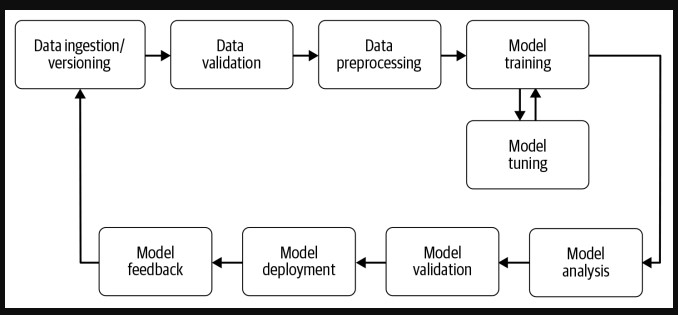 Data ingestion/
versioning
Data
validation
Data
preprocessing
Model
training
Model
tuning
Model
feedback
Model
deployment
Model
validation
Model
analysis